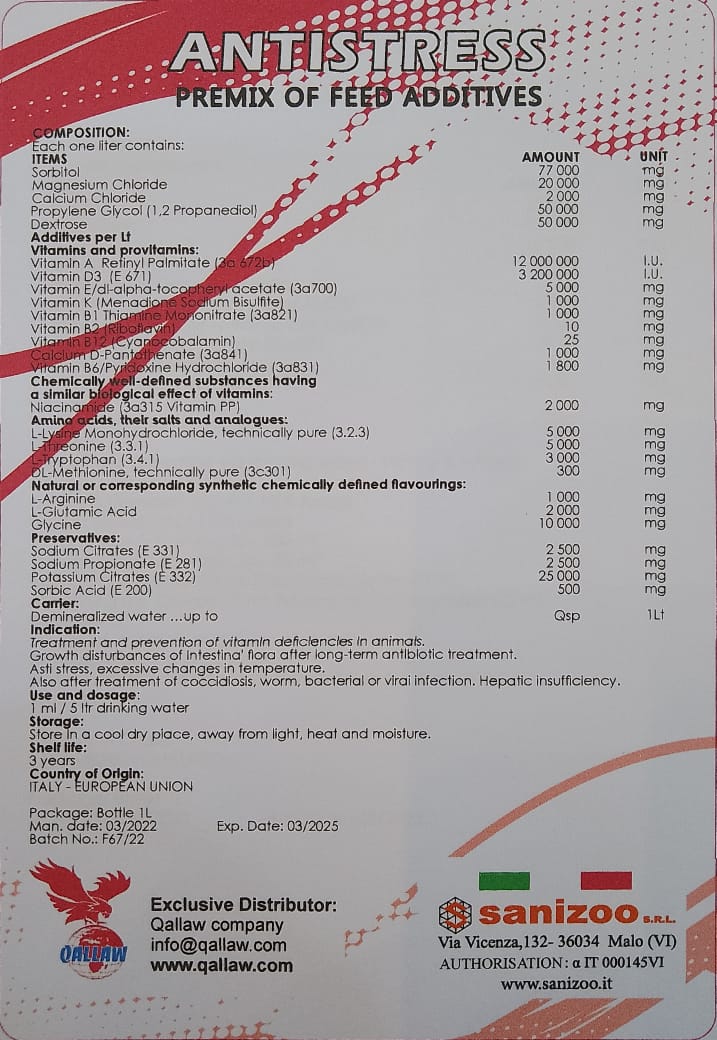 ANTISTRESS
PREMIX OF FEED ADDITIVES
COMPOSITION:
Each one liter contains:
ITEMS AMOUNT UNIT
Sorbitol 77 000 mg
Magnesium Chloride 20 000 mg
Calcium Chloride 2 000 mg
Propylene Glycol (1,2 Propanediol) 50 000 mg
Dextrose 50 000 mg
Additives per Lt
Vitamins and provitamins:
Vitamin A Retinyl Palmitate (3a 672b) 12 000 000 I.U.
Vitamin D3 (E 671) 3 200 000 I.U.
Vitamin E/dl-alpha-tocopheryl acetate (3a700) 5 000 mg
Vitamin K (Menadione Sodium Bisulfite) 1 000 mg
Vitamin B1 Thiamine Mononitrate (3a821) 1 000 mg
Vitamin B2 (Riboflavin) 10 mg
Vitamin B12 (Cyanocobalamin) 25 mg
Calcium D-Pantothenate (3a841) 1 000 mg
Vitamin B6/Pyridoxine Hydrochloride (3a831) 1 800 mg
Chemically well-defined substances having
a similar biological effect of vitamins:
Niacinamide (3a315 Vitamin PP) 2 000 mg
Amino acids, their salts and analogues:
L-Lysine Monohydrochloride, technically pure (3.2.3) 5 000 mg
L-Threonine (3.3.1) 5 000 mg
L-Tryptophan (3.4.1) 3 000 mg
DL-Methionine, technically pure (3c301) 300 mg
Natural or corresponding synthetic chemically defined flavourings:
L-Arginine 1 000 mg
L-Glutamic Acid 2 000 mg
Glycine 10 000 mg
Preservatives:
Sodium Citrates (E 331) 2 500 mg
Sodium Propionate (E 281) 2 500 mg
Potassium Citrates (E 332) 25 000 mg
Sorbic Acid (E 200) 500 mg
Carrier:
Demineralized water ...up to Qsp 1Lt
Indication:
Treatment and prevention of vitamin deficiencies in animals.
Growth disturbances of intestina' flora after long-term antibiotic treatment.
Asti stress, excessive changes in temperature.
Also after treatment of coccidiosis, worm, bacterial or virai infection. Hepatic insufficiency.
Use and dosage:
1 ml / 5 ltr drinking water
Storage:
Store in a cool dry place, away from light, heat and moisture.
Shelf life:
3 years
Country of Origin:
ITALY - EUROPEAN UNION
Package: Bottle 1L
Man. date: 03/2022 Exp. Date: 03/2025
Batch No.: F67/22
QALLAW
Exclusive Distributor:
Qallaw company
info@qallaw.com
www.qallaw.com
sanizoo S.R.L.
Via Vicenza,132- 36034 Malo (VI)
AUTHORISATION: α IT 000145VI
www.sanizoo.it